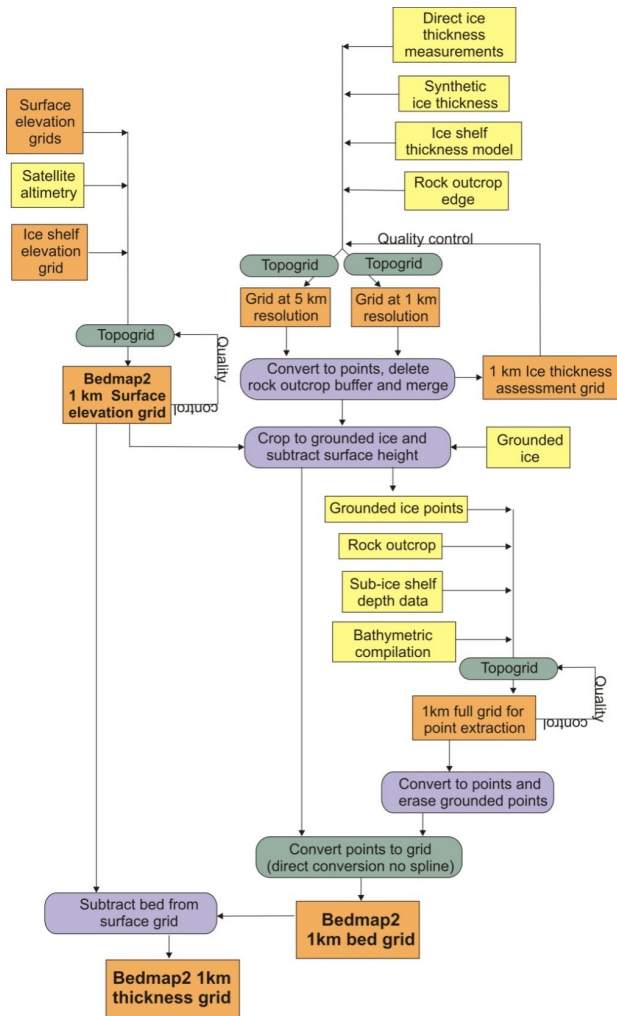 Direct ice
thickness
measurements
Synthetic
ice thickness
Ice shelf
thickness model
Rock outcrop
edge
Surface
elevation
grids
Satellite
altimetry
Ice shelf
elevation
grid
Quality control
Topogrid
Topogrid
Grid at 5 km
resolution
Grid at 1 km
resolution
Topogrid
Quality
control
Bedmap2
1 km Surface
elevation grid
Convert to points, delete
rock outcrop buffer and merge
1 km Ice thickness
assessment grid
Crop to grounded ice and
subtract surface height
Grounded
ice
Grounded ice points
Rock outcrop
Sub-ice shelf
depth data
Bathymetric
compilation
Topogrid
Quality
control
1km full grid for
point extraction
Convert to points and
erase grounded points
Convert points to grid
(direct conversion no spline)
Subtract bed from
surface grid
Bedmap2
1km bed grid
Bedmap2 1km
thickness grid